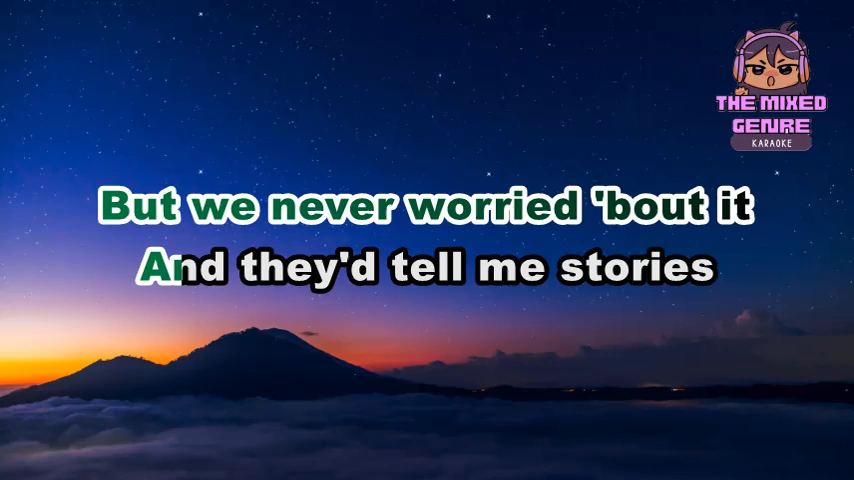 THE MIXED
GENRE
KARAOKE
But we never worried 'bout it
And they'd tell me stories